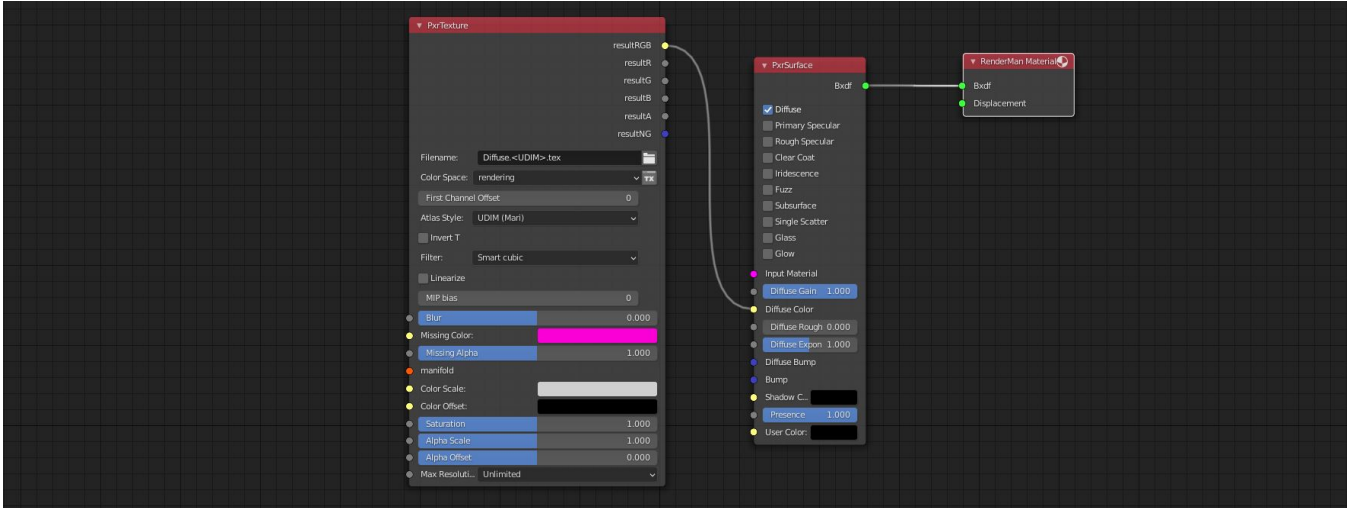 PxrTexture
resultRGB
resultR
resultG
resultB
resultA
resultNG
Filename: Diffuse.<UDIM>.tex
Color Space: rendering TX
First Channel Offset 0
Atlas Style: UDIM (Mari)
Invert T
Filter: Smart cubic
Linearize
MIP bias 0
Blur 0.000
Missing Color:
Missing Alpha 1.000
manifold
Color Scale:
Color Offset:
Saturation 1.000
Alpha Scale 1.000
Alpha Offset 0.000
Max Resoluti... Unlimited
PxrSurface
Bxdf
Diffuse
Primary Specular
Rough Specular
Clear Coat
Iridescence
Fuzz
Subsurface
Single Scatter
Glass
Glow
Input Material
Diffuse Gain 1.000
Diffuse Color
Diffuse Rough 0.000
Diffuse Expon 1.000
Diffuse Bump
Bump
Shadow C...
Presence 1.000
User Color:
RenderMan Material
Bxdf
Displacement